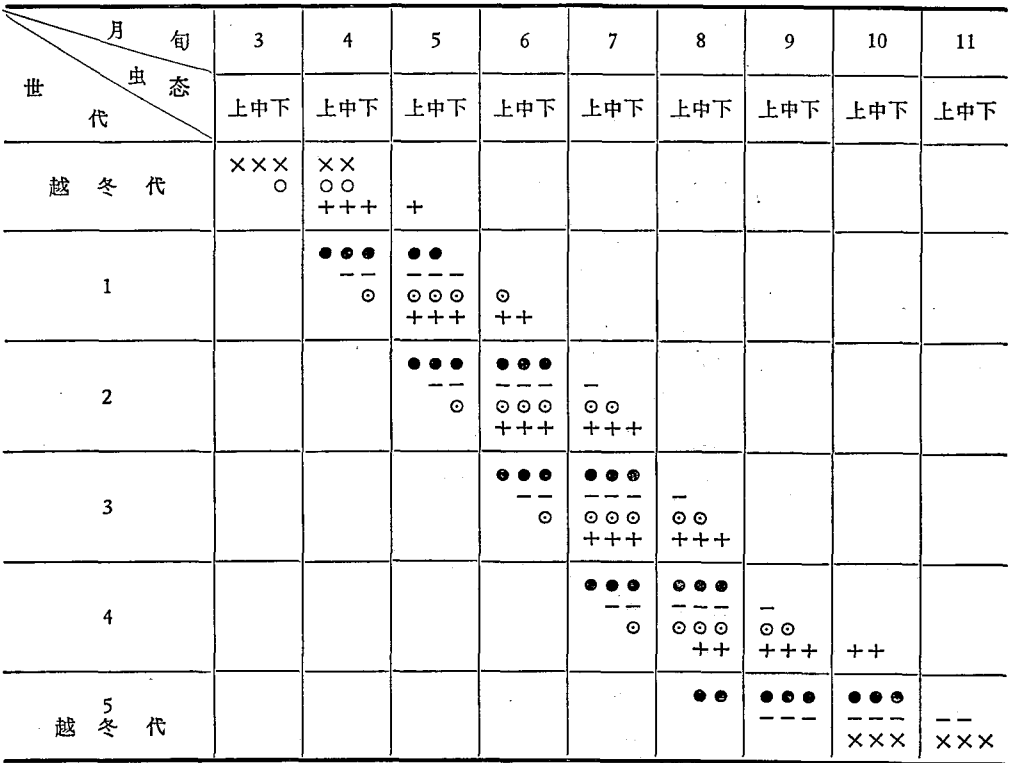 月 旬 3 4 5 6 7 8 9 10 11
虫 态
世 代
上中下 上中下 上中下 上中下 上中下 上中下 上中下 上中下 上中下
越 冬 代
××× ××
○ ○○
+++ +
1
●●● ●●
−− −−−
⊙ ⊙⊙⊙ ⊙
+++ ++
2
●●● ●●●
−− −−− −
⊙ ⊙⊙⊙ ⊙⊙
+++ +++
3
●●● ●●●
−− −−− −
⊙ ⊙⊙⊙ ⊙⊙
+++ +++
4
●●● ●●●
−− −−− −
⊙ ⊙⊙⊙ ⊙⊙
++ +++ ++
5
越 冬 代
●● ●●● ●●●
−−− −−− −−
××× ×××